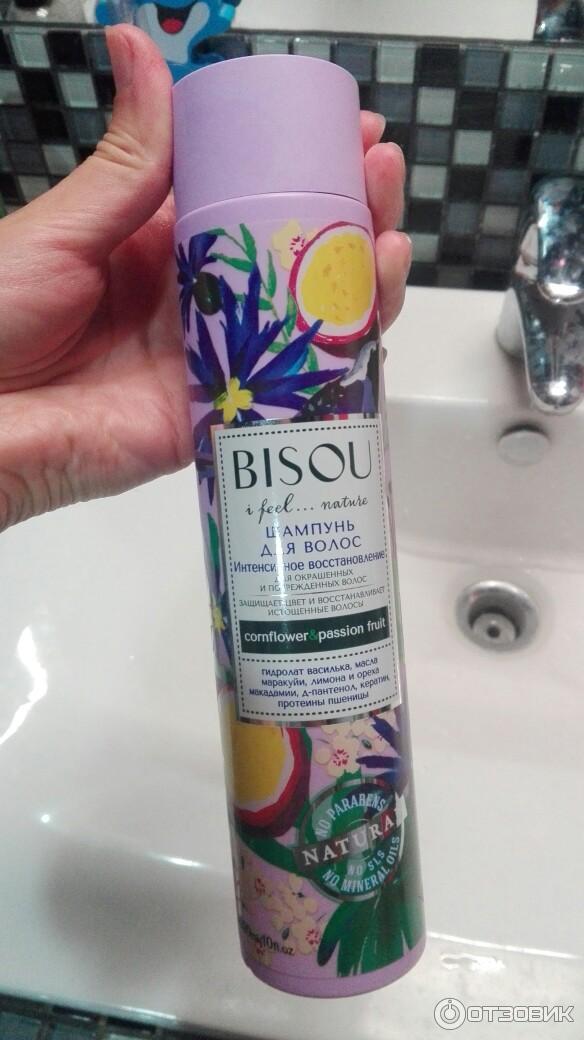 BISOU
i feel... nature
ШАМПУНЬ
ДЛЯ ВОЛОС
Интенсивное восстановление
ДЛЯ ОКРАШЕННЫХ
И ПОВРЕЖДЕННЫХ ВОЛОС
ЗАЩИЩАЕТ ЦВЕТ И ВОССТАНАВЛИВАЕТ
ИСТОЩЕННЫЕ ВОЛОСЫ
cornflower&passion fruit
гидролат василька, масла
маракуйи, лимона и ореха
макадамии, д-пантенол, кератин,
протеины пшеницы
NO PARABENS
NATURAL
NO SLS
NO MINERAL OILS
10fl.oz
ОТЗОВИК